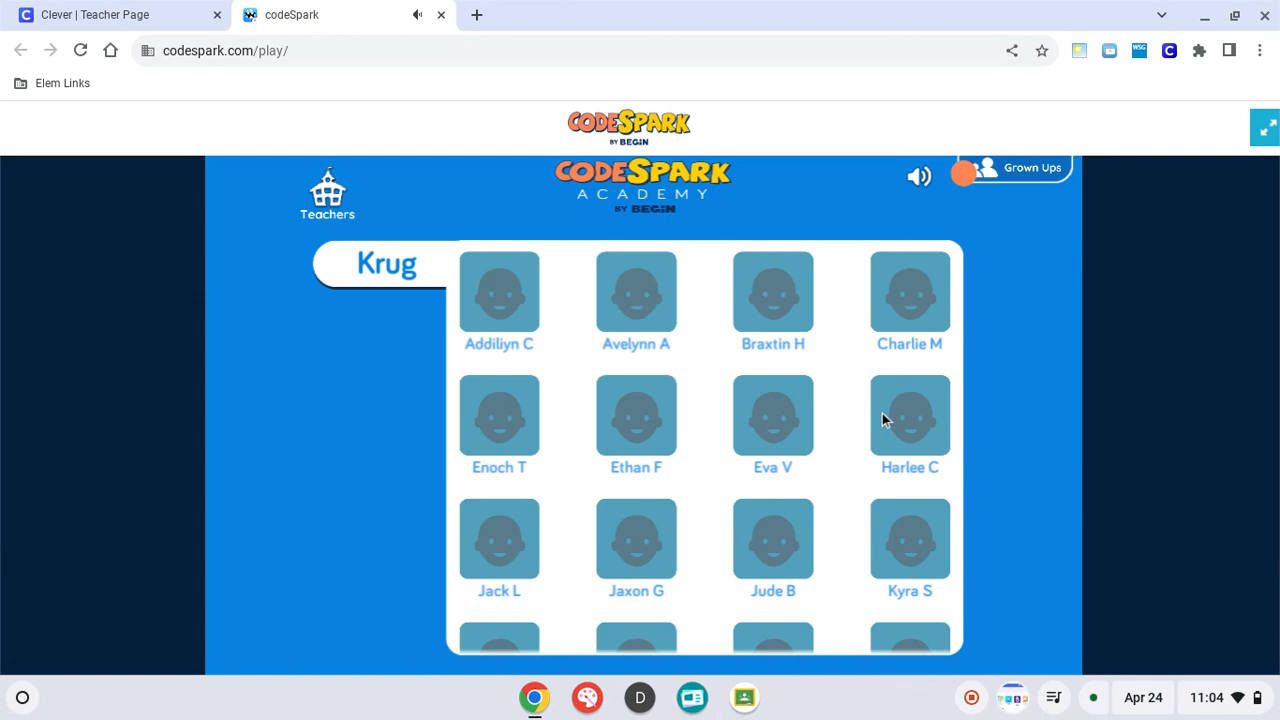 Clever | Teacher Page
codeSpark
codespark.com/play/
WSG
Elem Links
CODESPARK
BY BEGiN
CODESPARK
ACADEMY
BY BEGiN
Teachers
Grown Ups
Krug
Addiliyn C
Avelynn A
Braxtin H
Charlie M
Enoch T
Ethan F
Eva V
Harlee C
Jack L
Jaxon G
Jude B
Kyra S
D
Apr 24
11:04